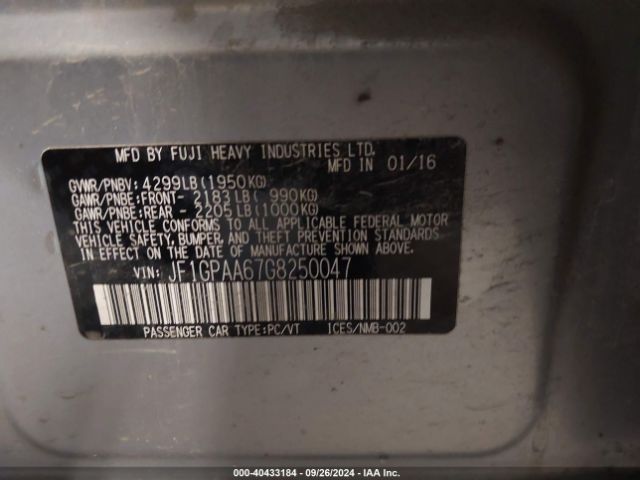 MFD BY FUJI HEAVY INDUSTRIES LTD.
MFD IN 01/16
GVWR/PNBV: 4299LB(1950KG)
GAWR/PNBE:FRONT- 2183LB( 990KG)
GAWR/PNBE:REAR - 2205LB(1000KG)
THIS VEHICLE CONFORMS TO ALL APPLICABLE FEDERAL MOTOR
VEHICLE SAFETY, BUMPER, AND THEFT PREVENTION STANDARDS
IN EFFECT ON THE DATE OF MANUFACTURE SHOWN ABOVE.
VIN: JF1GPAA67G8250047
PASSENGER CAR TYPE:PC/VT ICES/NMB-002
000-40433184 - 09/26/2024 - IAA Inc.